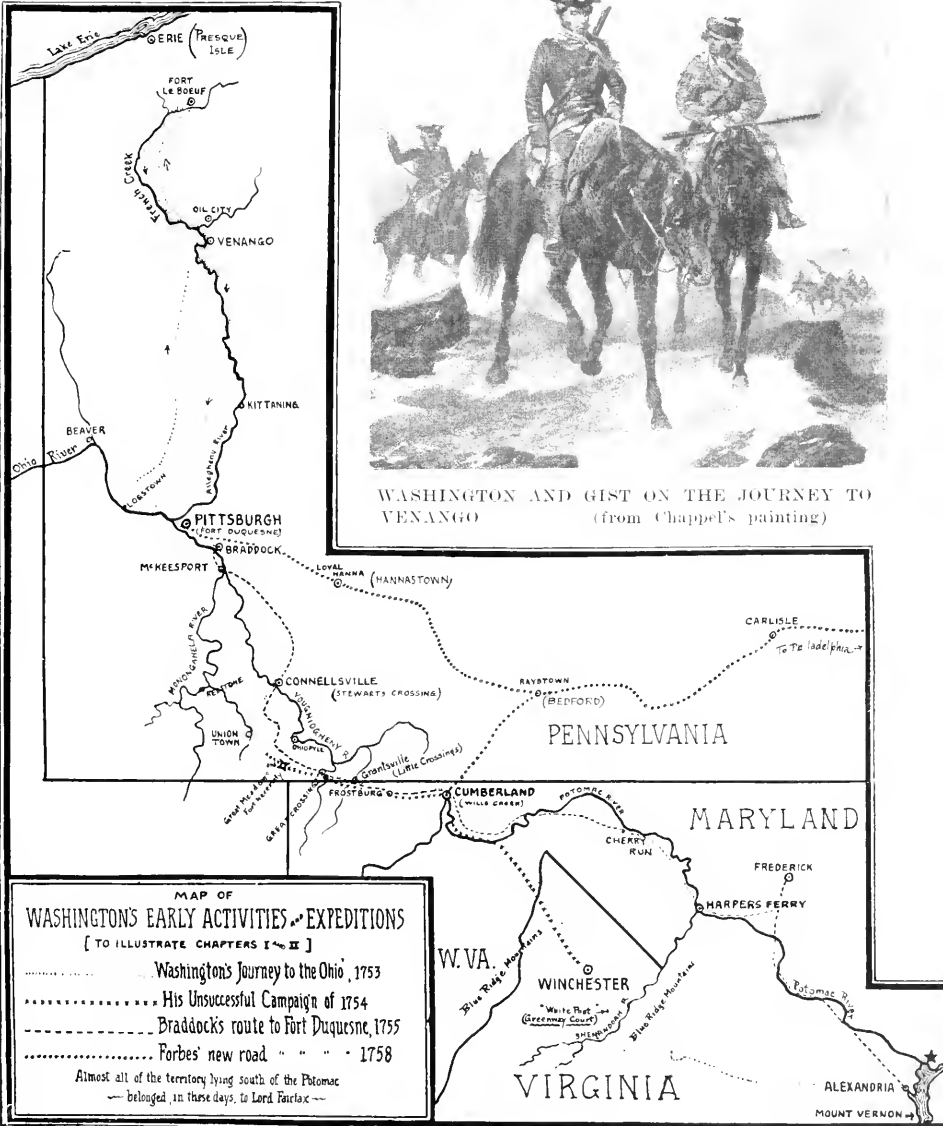 Lake Erie
ERIE (PRESQUE
ISLE)
FORT
LE BOEUF
French Creek
OIL CITY
VENANGO
KITTANING
BEAVER
Ohio River
Allegheny River
LOGSTOWN
PITTSBURGH
(FORT DUQUESNE)
BRADDOCK
McKEESPORT
LOYAL
HANNA (HANNASTOWN)
CARLISLE
To Philadelphia
MONONGAHELA RIVER
REDSTONE
CONNELLSVILLE
(STEWARTS CROSSING)
RAYSTOWN
(BEDFORD)
YOUGHIOGHENY R.
UNION
TOWN
OHIOPYLE
PENNSYLVANIA
Great Meadows
Fort Necessity
GREAT CROSSINGS
Grantsville
(Little Crossings)
FROSTBURG
CUMBERLAND
(WILLS CREEK)
POTOMAC RIVER
MARYLAND
CHERRY
RUN
FREDERICK
HARPERS FERRY
W.VA.
Blue Ridge Mountains
WINCHESTER
"White Post"
(Greenway Court)
SHENANDOAH R.
Blue Ridge Mountains
Potomac River
VIRGINIA
ALEXANDRIA
MOUNT VERNON
WASHINGTON AND GIST ON THE JOURNEY TO
VENANGO (from Chappel's painting)
MAP OF
WASHINGTON'S EARLY ACTIVITIES and EXPEDITIONS
[ TO ILLUSTRATE CHAPTERS I and II ]
Washington's Journey to the Ohio, 1753
His Unsuccessful Campaign of 1754
Braddock's route to Fort Duquesne, 1755
Forbes' new road " " " " 1758
Almost all of the territory lying south of the Potomac
— belonged, in these days, to Lord Fairfax —